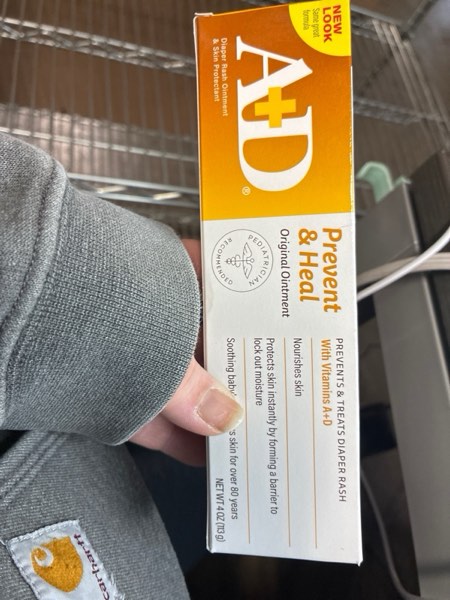 NEW
LOOK
Same great
formula
A+D®
Diaper Rash Ointment
& Skin Protectant
Prevent
& Heal
Original Ointment
PEDIATRICIAN
RECOMMENDED
PREVENTS & TREATS DIAPER RASH
With Vitamins A+D
Nourishes skin
Protects skin instantly by forming a barrier to
lock out moisture
Soothing skin for over 80 years
NET WT 4 OZ (113 g)
carhartt